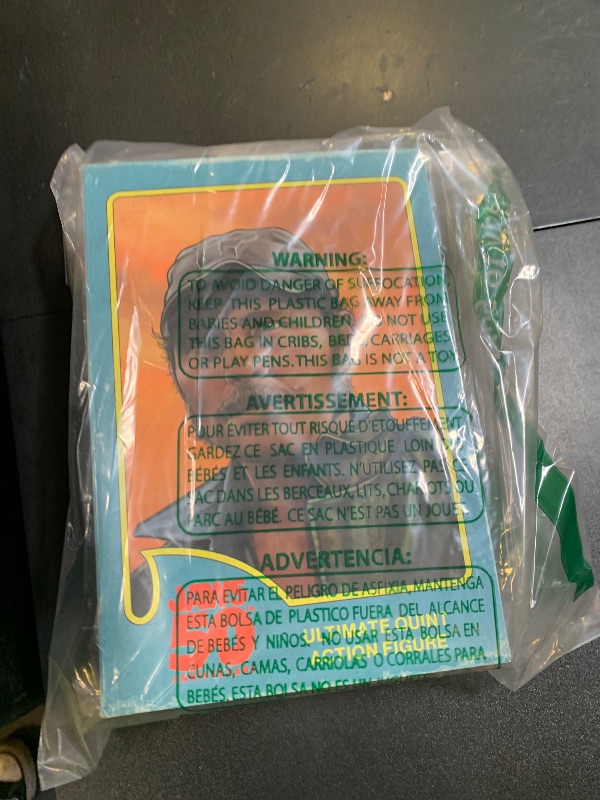 WARNING:
TO AVOID DANGER OF SUFFOCATION,
KEEP THIS PLASTIC BAG AWAY FROM
BABIES AND CHILDREN. DO NOT USE
THIS BAG IN CRIBS, BEDS, CARRIAGES
OR PLAY PENS. THIS BAG IS NOT A TOY.
AVERTISSEMENT:
POUR ÉVITER TOUT RISQUE D'ÉTOUFFEMENT,
GARDEZ CE SAC EN PLASTIQUE LOIN
BÉBÉS ET LES ENFANTS. N'UTILISEZ PAS CE
SAC DANS LES BERCEAUX, LITS, CHARIOTS OU
PARC AU BÉBÉ. CE SAC N'EST PAS UN JOUET
ADVERTENCIA:
PARA EVITAR EL PELIGRO DE ASFIXIA, MANTENGA
ESTA BOLSA DE PLASTICO FUERA DEL ALCANCE
DE BEBÉS Y NIÑOS. NO USAR ESTA BOLSA EN
CUNAS, CAMAS, CARRIOLAS O CORRALES PARA
BEBÉS. ESTA BOLSA NO ES UN
JAWS
50
ULTIMATE QUINT
ACTION FIGURE